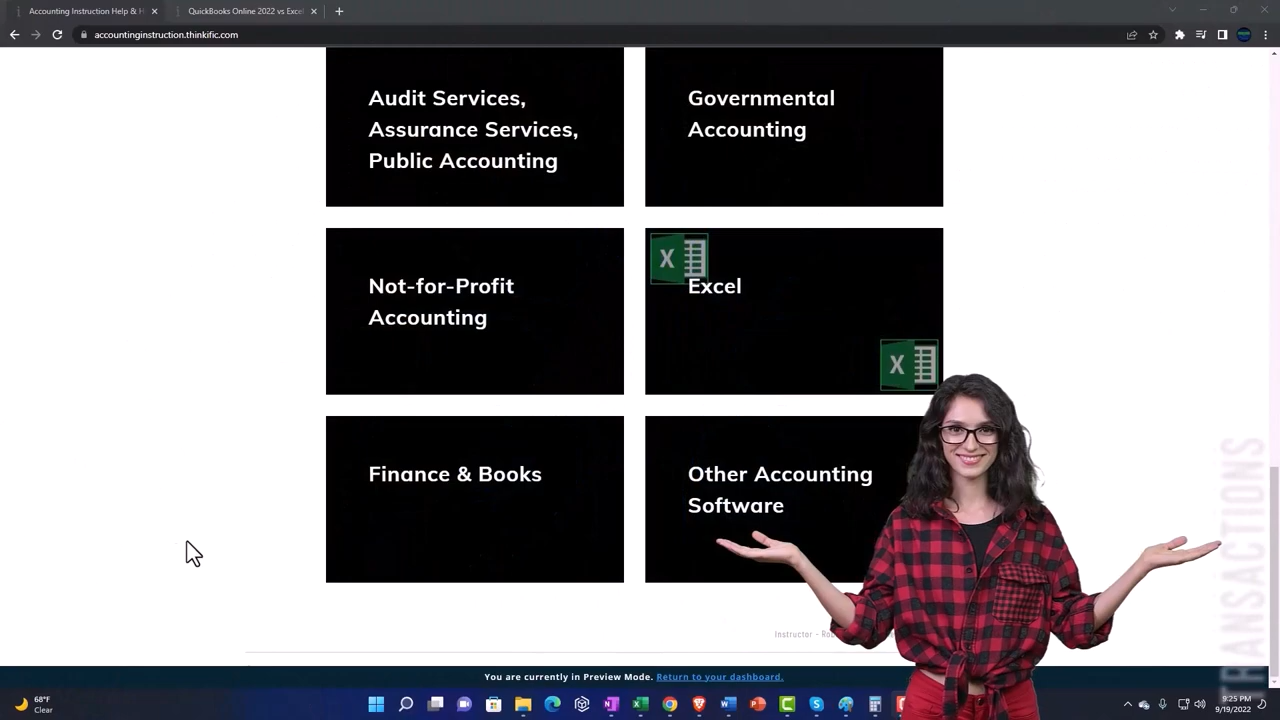 Accounting Instruction Help & H
QuickBooks Online 2022 vs Excel
accountinginstruction.thinkific.com
Audit Services,
Assurance Services,
Public Accounting
Governmental
Accounting
Not-for-Profit
Accounting
X
Excel
X
Finance & Books
Other Accounting
Software
Instructor -
You are currently in Preview Mode. Return to your dashboard.
68°F
Clear
9:25 PM
9/19/2022